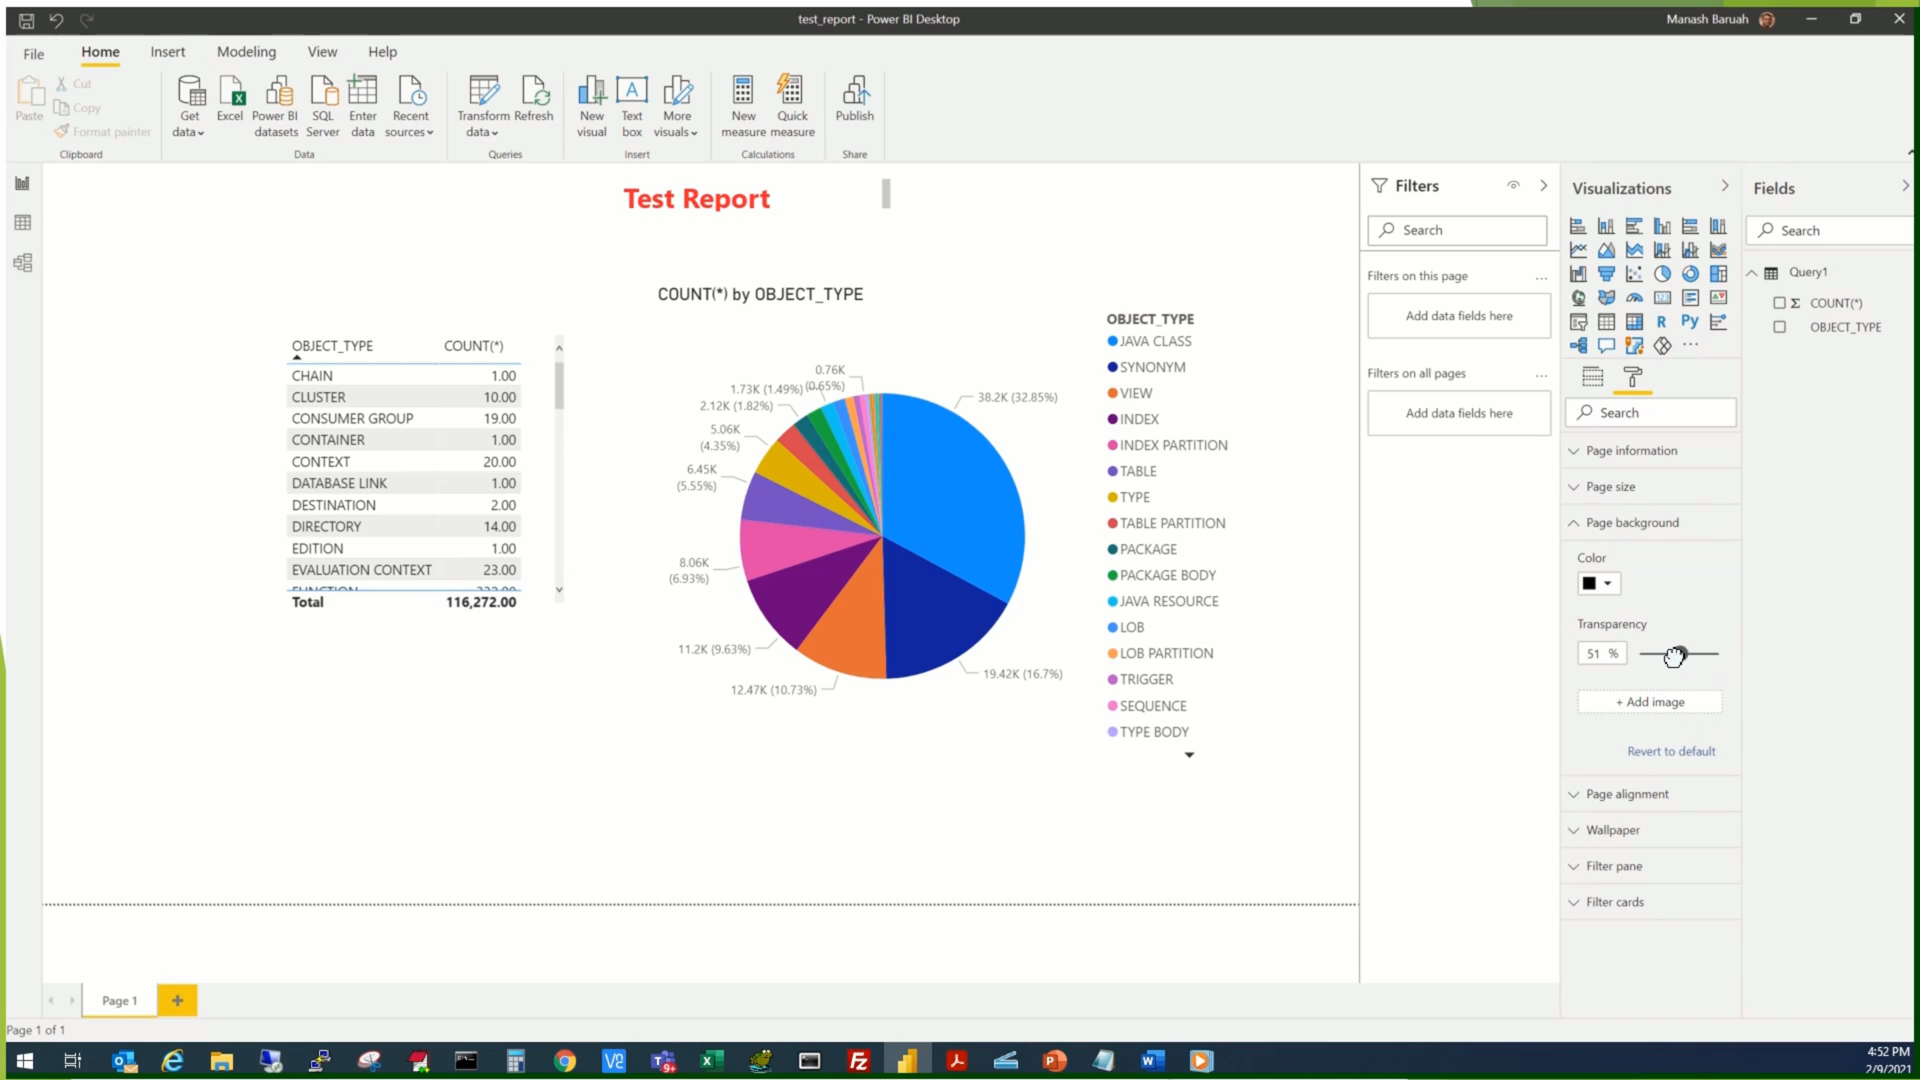 test_report - Power BI Desktop
Manash Baruah
File Home Insert Modeling View Help
Paste
Cut
Copy
Format painter
Clipboard
Get data
Excel
Power BI datasets
SQL Server
Enter data
Recent sources
Data
Transform data
Refresh
Queries
New visual
Text box
More visuals
Insert
New measure
Quick measure
Calculations
Publish
Share
Test Report
COUNT(*) by OBJECT_TYPE
OBJECT_TYPE COUNT(*)
CHAIN 1.00
CLUSTER 10.00
CONSUMER GROUP 19.00
CONTAINER 1.00
CONTEXT 20.00
DATABASE LINK 1.00
DESTINATION 2.00
DIRECTORY 14.00
EDITION 1.00
EVALUATION CONTEXT 23.00
Total 116,272.00
0.76K
(0.65%)
1.73K (1.49%)
2.12K (1.82%)
5.06K
(4.35%)
6.45K
(5.55%)
8.06K
(6.93%)
11.2K (9.63%)
12.47K (10.73%)
19.42K (16.7%)
38.2K (32.85%)
OBJECT_TYPE
JAVA CLASS
SYNONYM
VIEW
INDEX
INDEX PARTITION
TABLE
TYPE
TABLE PARTITION
PACKAGE
PACKAGE BODY
JAVA RESOURCE
LOB
LOB PARTITION
TRIGGER
SEQUENCE
TYPE BODY
Filters
Search
Filters on this page
...
Add data fields here
Filters on all pages
...
Add data fields here
Visualizations
R Py
...
Search
Page information
Page size
Page background
Color
Transparency
51 %
+ Add image
Revert to default
Page alignment
Wallpaper
Filter pane
Filter cards
Fields
Search
Query1
Σ COUNT(*)
OBJECT_TYPE
Page 1
+
Page 1 of 1
4:52 PM
2/9/2021